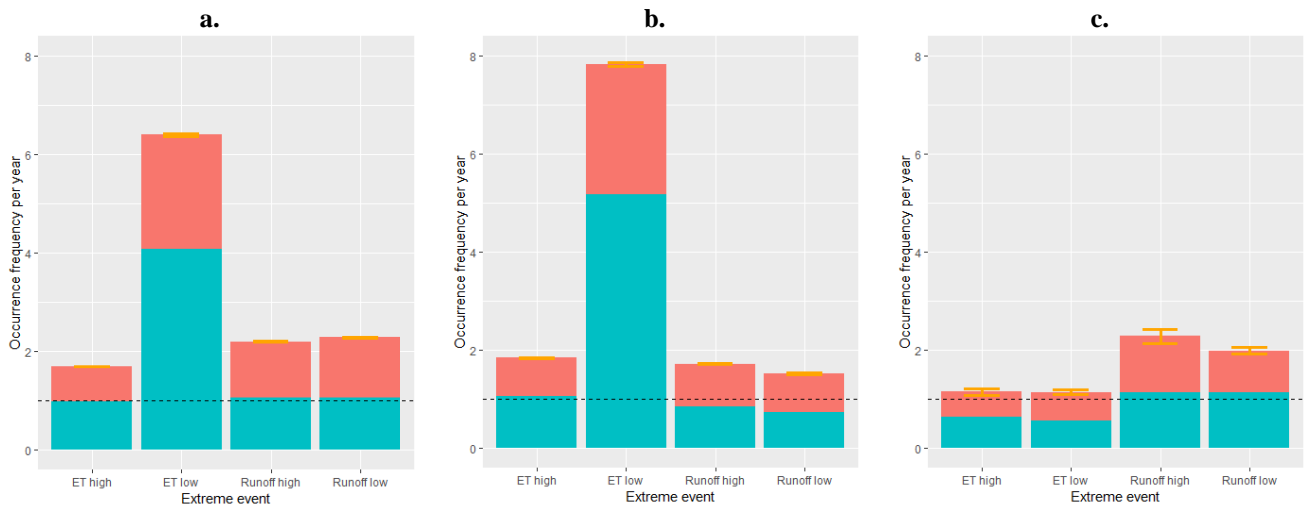 a.
Occurrence frequency per year
8
6
4
2
0
ET high
ET low
Runoff high
Runoff low
Extreme event
b.
Occurrence frequency per year
8
6
4
2
0
ET high
ET low
Runoff high
Runoff low
Extreme event
c.
Occurrence frequency per year
8
6
4
2
0
ET high
ET low
Runoff high
Runoff low
Extreme event